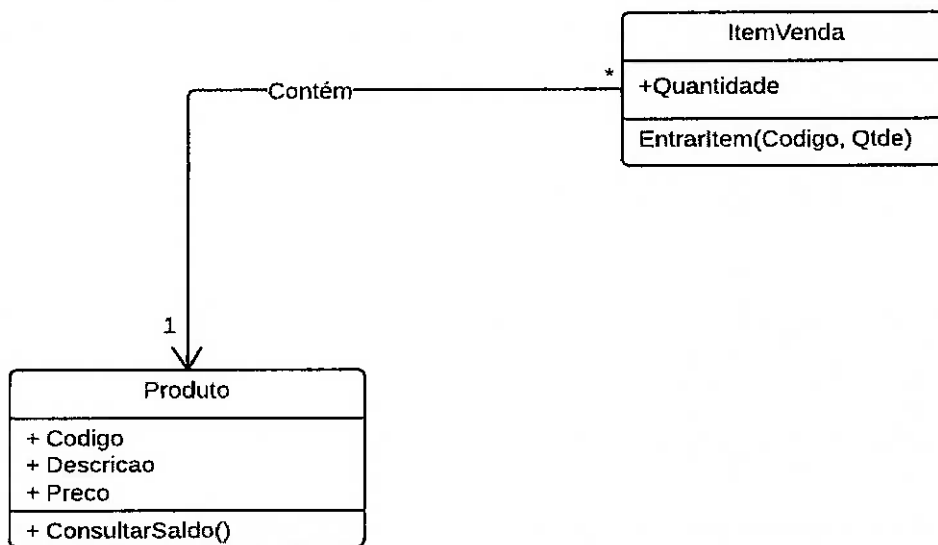 ItemVenda
+Quantidade
EntrarItem(Codigo, Qtde)
*
Contém
1
Produto
+ Codigo
+ Descricao
+ Preco
+ ConsultarSaldo()